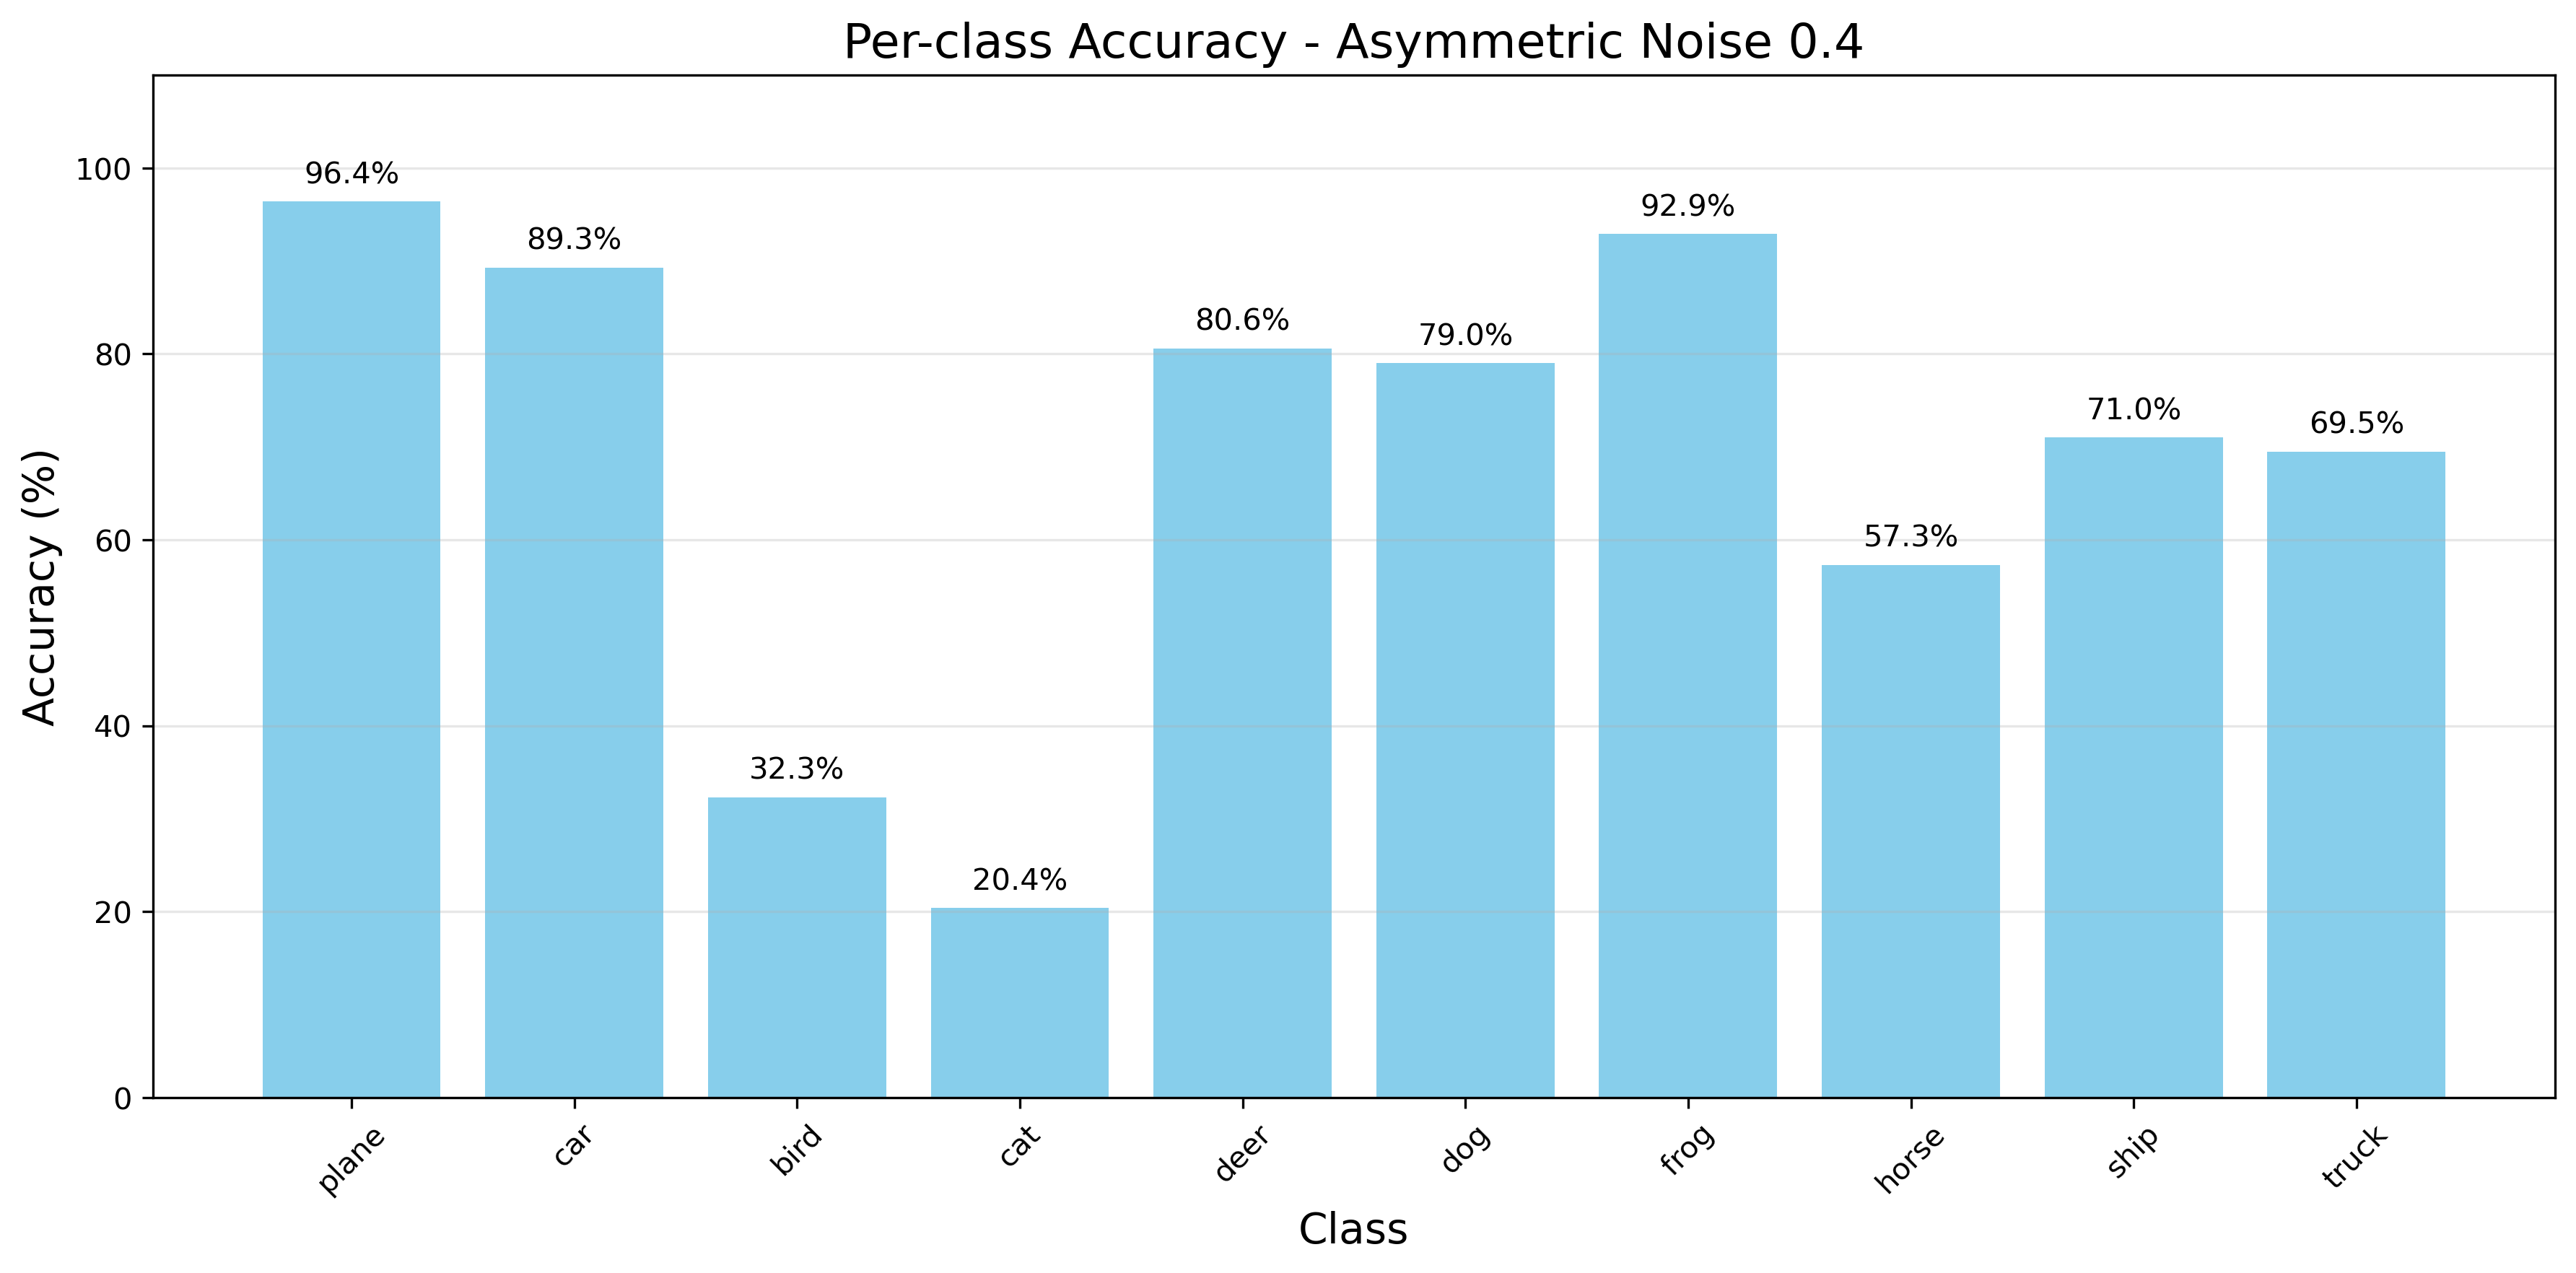 Per-class Accuracy - Asymmetric Noise 0.4
Accuracy (%)
100
80
60
40
20
0
96.4%
89.3%
32.3%
20.4%
80.6%
79.0%
92.9%
57.3%
71.0%
69.5%
plane
car
bird
cat
deer
dog
frog
horse
ship
truck
Class